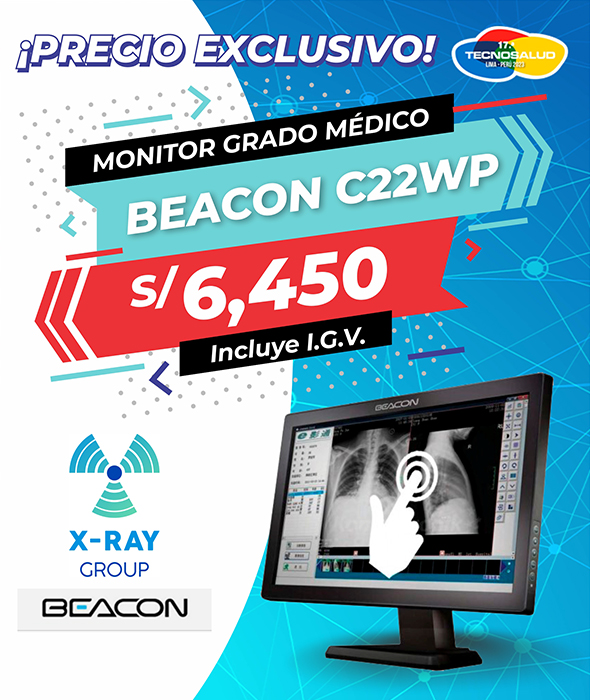 ¡PRECIO EXCLUSIVO!
17.
TECNOSALUD
LIMA - PERÚ 2023
MONITOR GRADO MÉDICO
BEACON C22WP
S/ 6,450
Incluye I.G.V.
BEACON
X-RAY
GROUP
BEACON